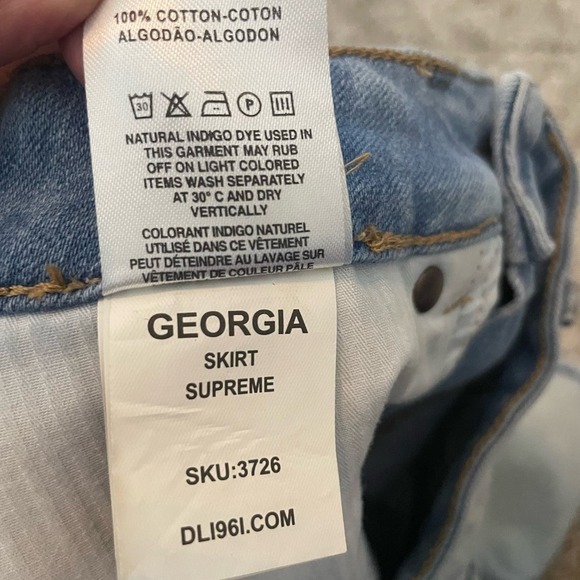 100% COTTON-COTON
ALGODÃO-ALGODON
30
P
NATURAL INDIGO DYE USED IN
THIS GARMENT MAY RUB
OFF ON LIGHT COLORED
ITEMS WASH SEPARATELY
AT 30° C AND DRY
VERTICALLY
COLORANT INDIGO NATUREL
UTILISÉ DANS CE VÊTEMENT
PEUT DÉTEINDRE AU LAVAGE SUR
VÊTEMENT DE COULEUR PÂLE
GEORGIA
SKIRT
SUPREME
SKU:3726
DLI96I.COM